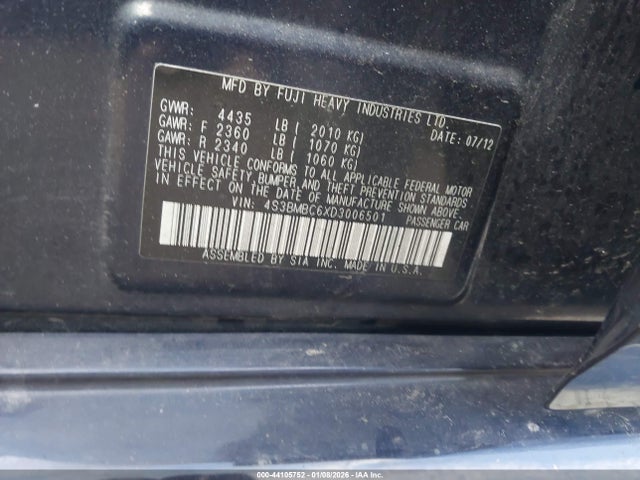 MFD BY FUJI HEAVY INDUSTRIES LTD.
GVWR: 4435 LB ( 2010 KG) DATE: 07/12
GAWR: F 2360 LB ( 1070 KG)
GAWR: R 2340 LB ( 1060 KG)
THIS VEHICLE CONFORMS TO ALL APPLICABLE FEDERAL MOTOR
VEHICLE SAFETY, BUMPER, AND THEFT PREVENTION STANDARDS
IN EFFECT ON THE DATE OF MANUFACTURE SHOWN ABOVE.
VIN: 4S3BMBC6XD3006501 PASSENGER CAR
ASSEMBLED BY SIA INC. MADE IN U.S.A.
000-44105752 - 01/08/2026 - IAAI Inc.